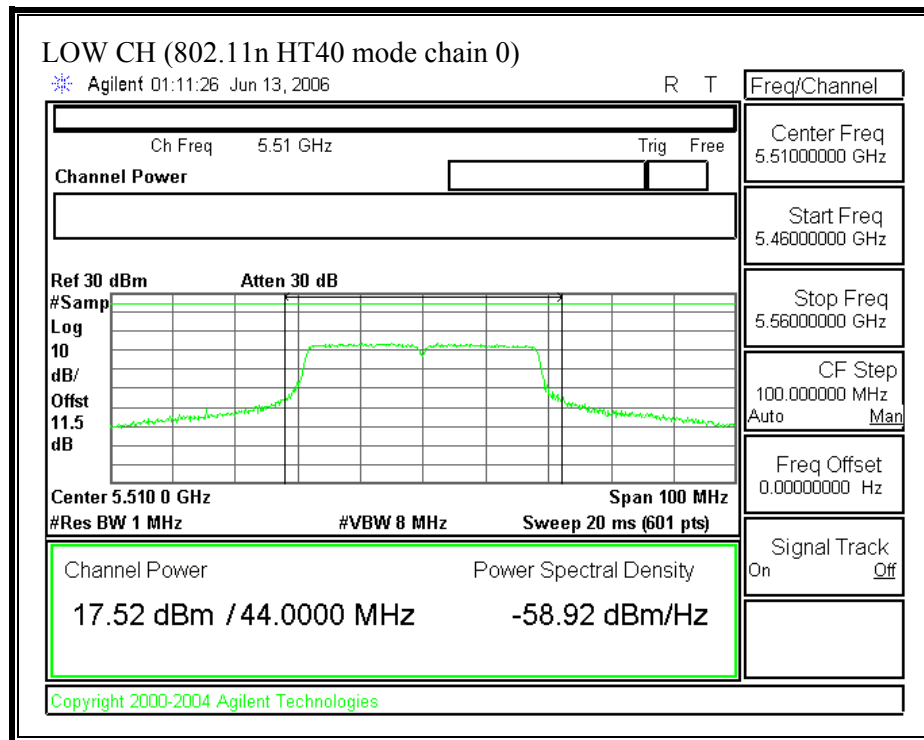 LOW CH (802.11n HT40 mode chain 0)
Agilent 01:11:26 Jun 13, 2006 R T
Ch Freq 5.51 GHz Trig Free
Channel Power
Ref 30 dBm Atten 30 dB
#Samp
Log
10
dB/
Offst
11.5
dB
Center 5.510 0 GHz Span 100 MHz
#Res BW 1 MHz #VBW 8 MHz Sweep 20 ms (601 pts)
Channel Power Power Spectral Density
17.52 dBm / 44.0000 MHz -58.92 dBm/Hz
Copyright 2000-2004 Agilent Technologies
Freq/Channel
Center Freq
5.51000000 GHz
Start Freq
5.46000000 GHz
Stop Freq
5.56000000 GHz
CF Step
100.000000 MHz
Auto Man
Freq Offset
0.00000000 Hz
Signal Track
On Off